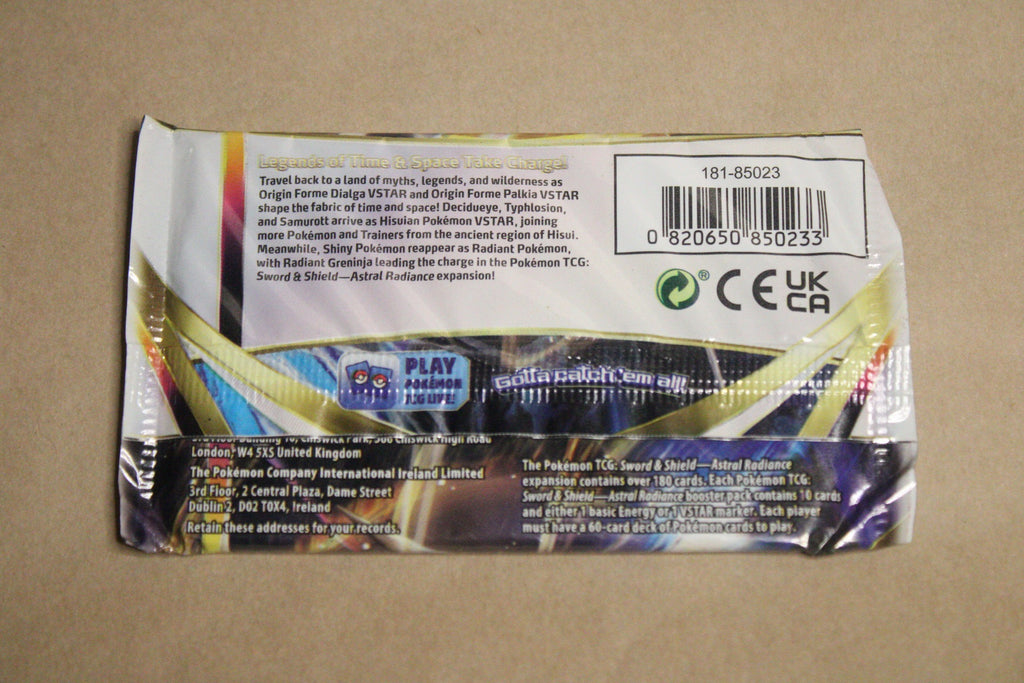 Legends of Time & Space Take Charge!
Travel back to a land of myths, legends, and wilderness as
Origin Forme Dialga VSTAR and Origin Forme Palkia VSTAR
shape the fabric of time and space! Decidueye, Typhlosion,
and Samurott arrive as Hisuian Pokémon VSTAR, joining
more Pokémon and Trainers from the ancient region of Hisui.
Meanwhile, Shiny Pokémon reappear as Radiant Pokémon,
with Radiant Greninja leading the charge in the Pokémon TCG:
Sword & Shield—Astral Radiance expansion!
181-85023
0 820650 850233
® CE UK
CA
PLAY
POKÉMON
TCG LIVE!
Gotta catch 'em all!
Building 10, Chiswick Park, 566 Chiswick High Road
London, W4 5XS United Kingdom
The Pokémon Company International Ireland Limited
3rd Floor, 2 Central Plaza, Dame Street
Dublin 2, D02 T0X4, Ireland
Retain these addresses for your records.
The Pokémon TCG: Sword & Shield—Astral Radiance
expansion contains over 180 cards. Each Pokémon TCG:
Sword & Shield—Astral Radiance booster pack contains 10 cards
and either 1 basic Energy or 1 VSTAR marker. Each player
must have a 60-card deck of Pokémon cards to play.